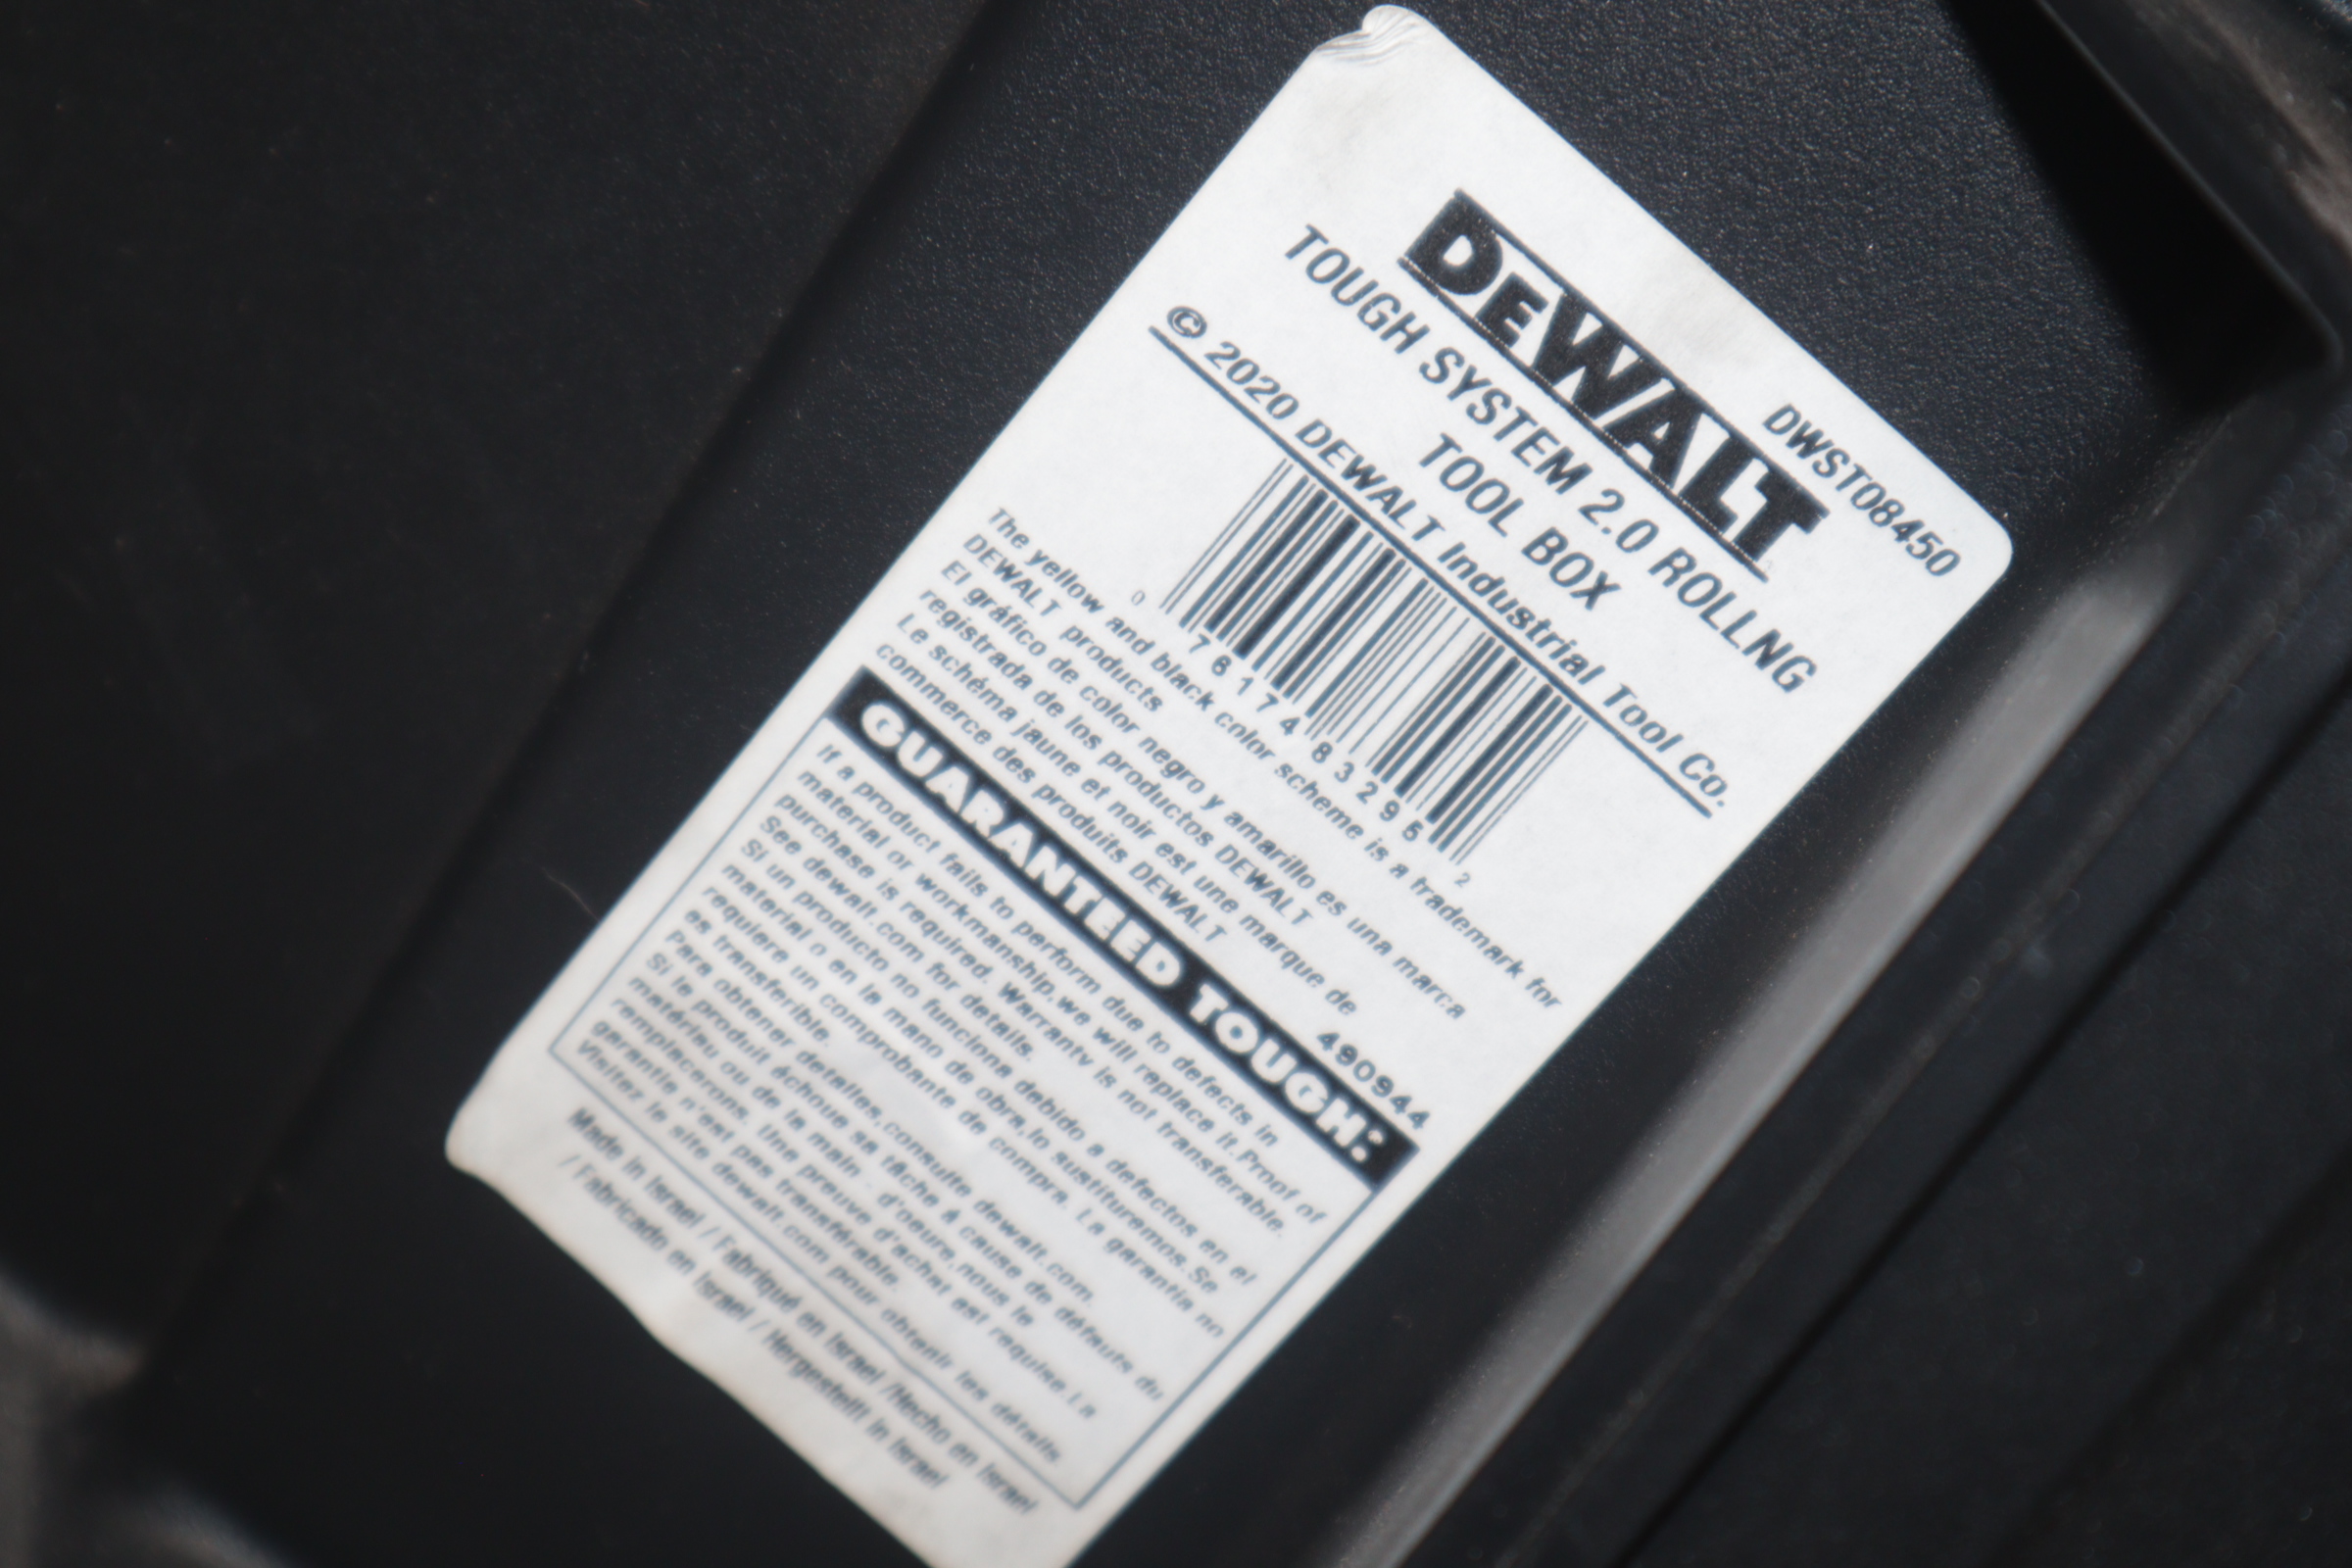 DWST08450
DEWALT
TOUGH SYSTEM 2.0 ROLLNG
TOOL BOX
© 2020 DEWALT Industrial Tool Co.
0 76174 83295 2
The yellow and black color scheme is a trademark for
DEWALT products
El gráfico de color negro y amarillo es una marca
registrada de los productos DEWALT
Le schéma jaune et noir est une marque de
commerce des produits DEWALT
490944
GUARANTEED TOUGH:
If a product fails to perform due to defects in
material or workmanship,we will replace it.Proof of
purchase is required. Warranty is not transferable.
See dewalt.com for details.
Si un producto no funciona debido a defectos en el
material o en la mano de obra,lo sustituremos.Se
requiere un comprobante de compra. La garantía no
es transferible.
Para obtener detalles,consulte dewalt.com.
Si le produit échoue sa tâche à cause de défauts du
matériau ou de la main - d'oeure,nous le
remplacerons. Une preuve d'achat est requise.La
garantie n'est pas transférable.
Visitez le site dewalt.com pour obtenir les détails.
Made in Israel / Fabriqué en Israel /Hecho en Israel
/ Fabricado en Israel / Hergestellt in Israel